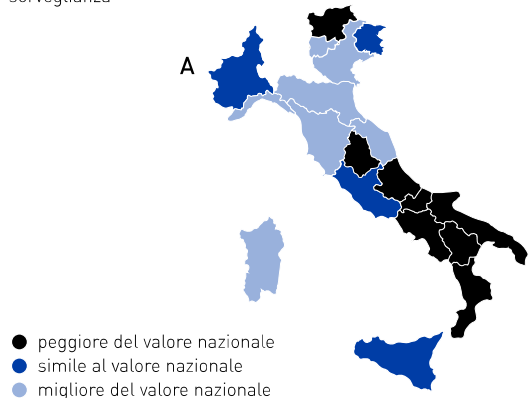 sorveglianza
A
peggiore del valore nazionale
simile al valore nazionale
migliore del valore nazionale